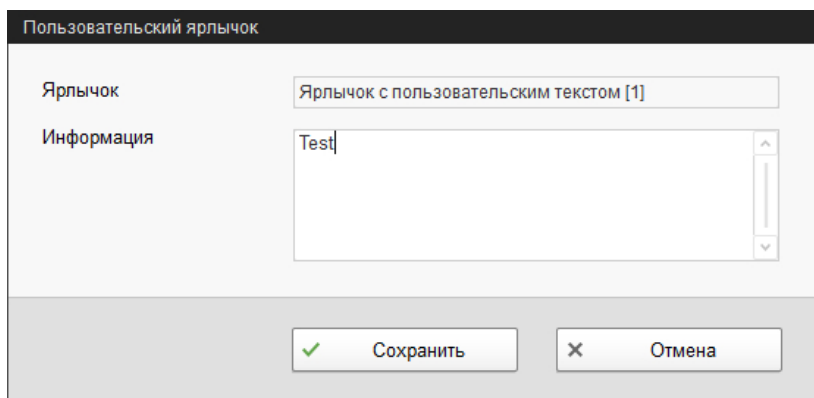 Пользовательский ярлычок
Ярлычок
Ярлычок с пользовательским текстом [1]
Информация
Test
Сохранить
Отмена